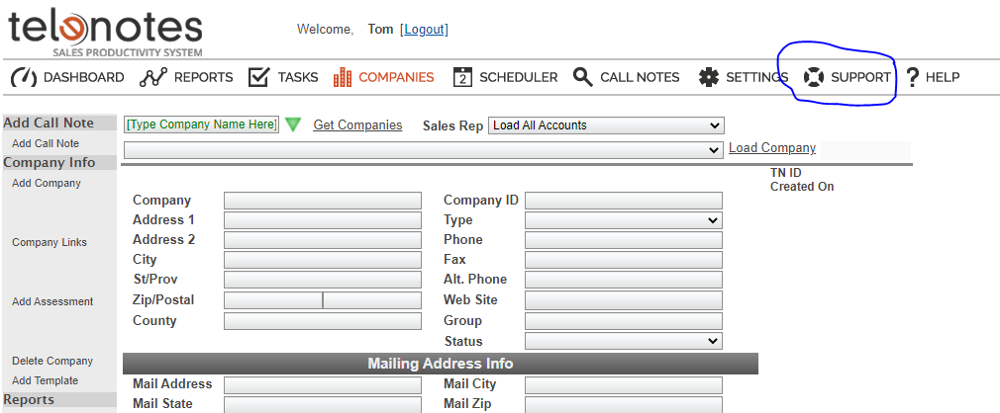 telenotes
SALES PRODUCTIVITY SYSTEM
Welcome, Tom [Logout]
DASHBOARD REPORTS TASKS COMPANIES 2 SCHEDULER CALL NOTES SETTINGS SUPPORT ? HELP
Add Call Note
Add Call Note
Company Info
Add Company
Company Links
Add Assessment
Delete Company
Add Template
Reports
[Type Company Name Here] Get Companies Sales Rep Load All Accounts
Load Company
TN ID
Created On
Company Company ID
Address 1 Type
Address 2 Phone
City Fax
St/Prov Alt. Phone
Zip/Postal Web Site
County Group
Status
Mailing Address Info
Mail Address Mail City
Mail State Mail Zip